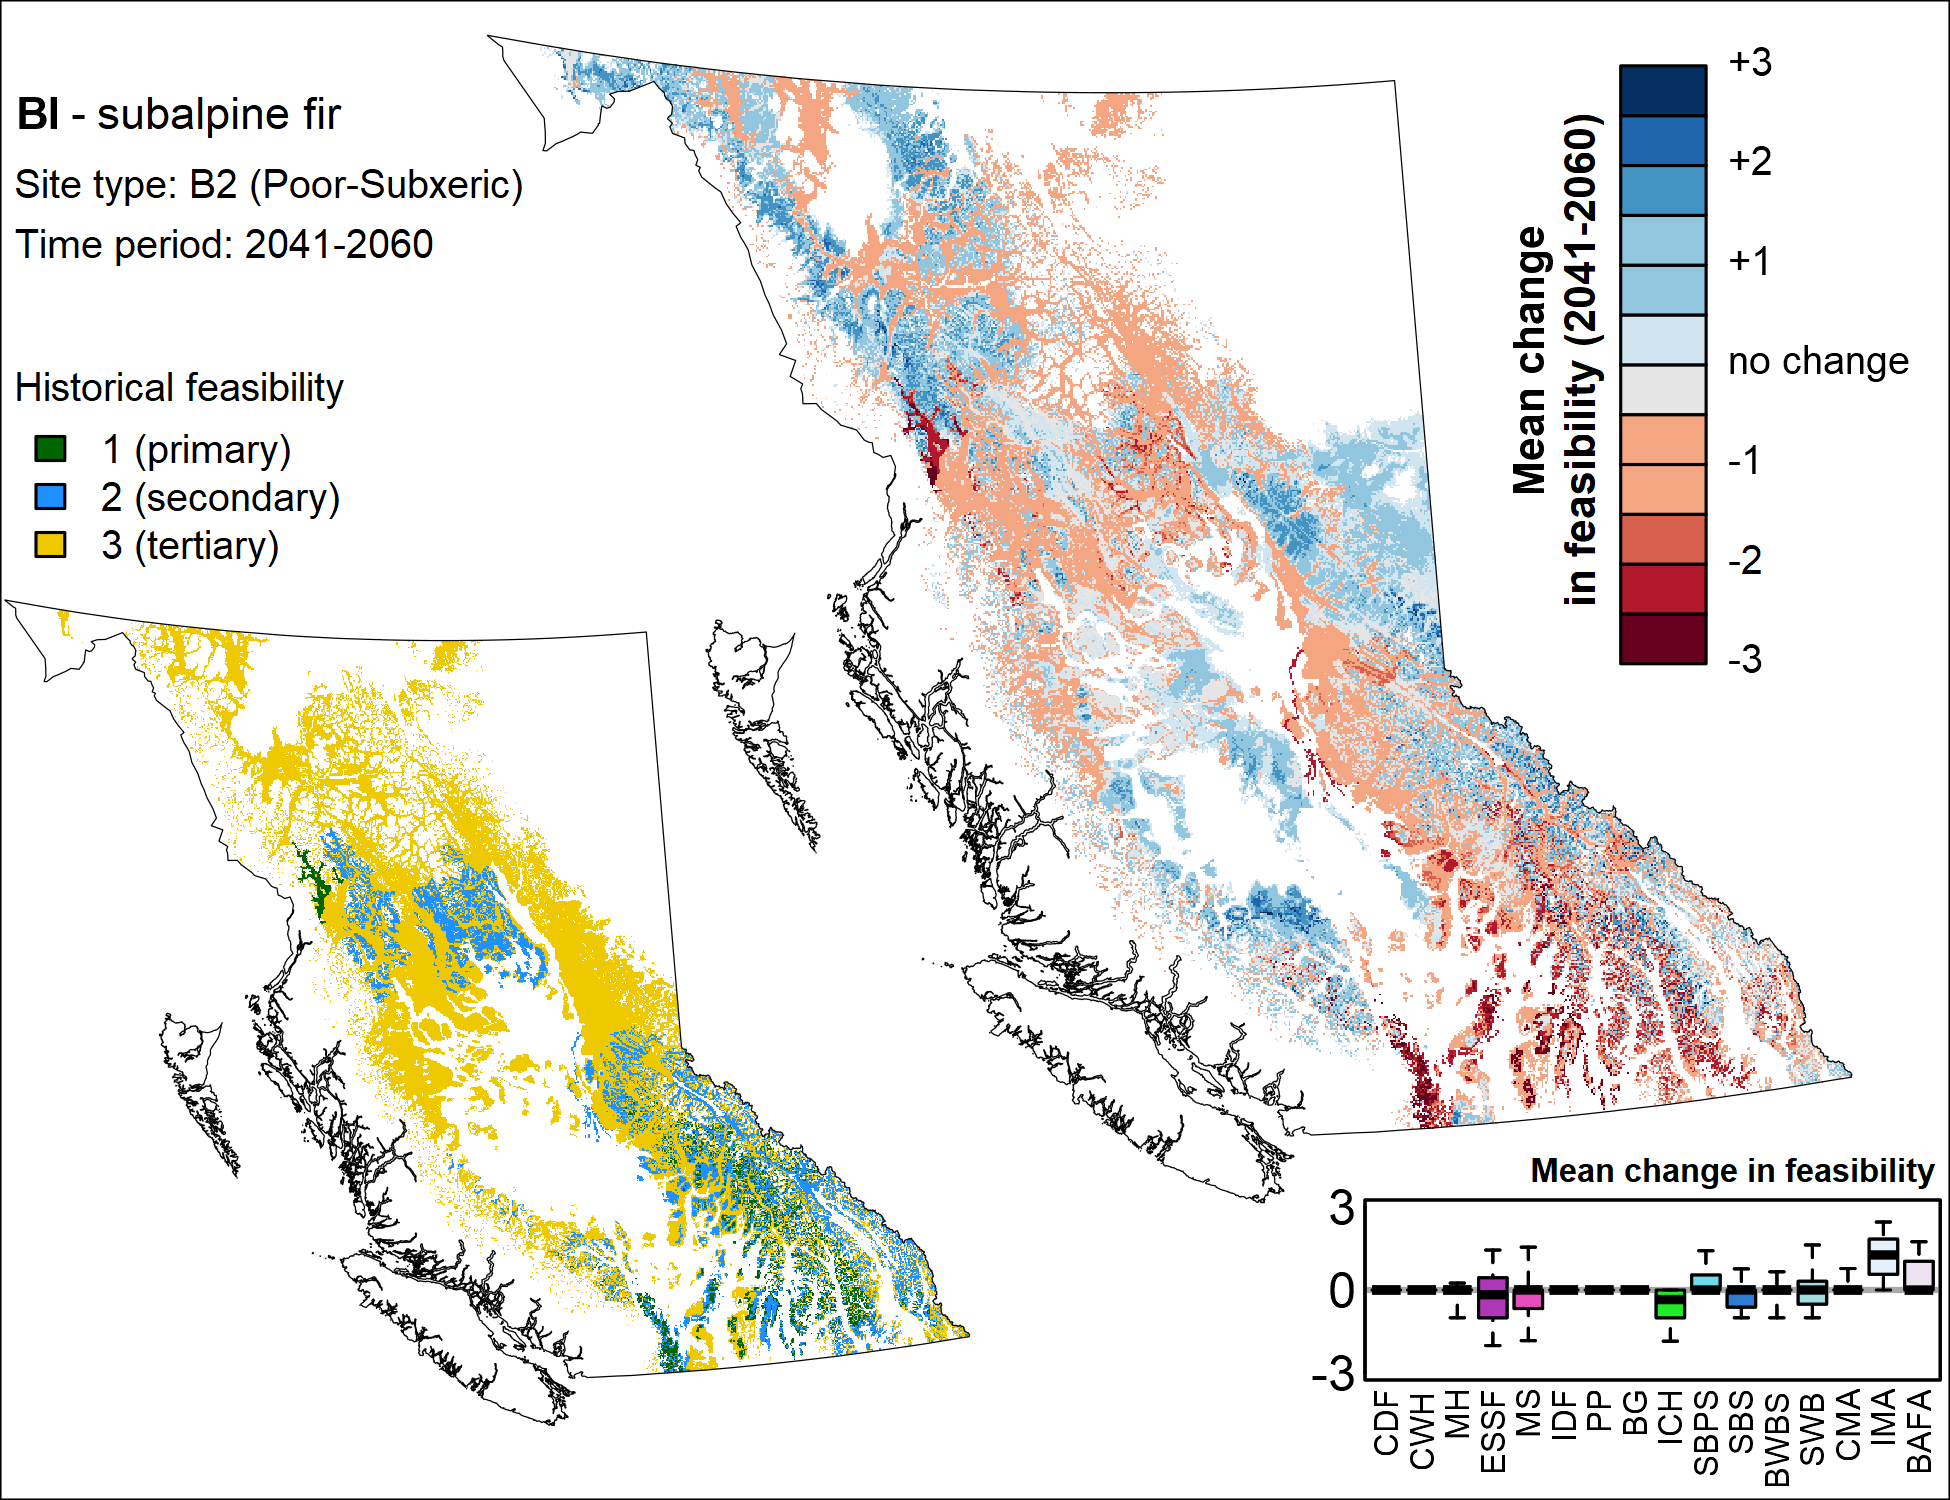 Bl - subalpine fir
Site type: B2 (Poor-Subxeric)
Time period: 2041-2060
Historical feasibility
1 (primary)
2 (secondary)
3 (tertiary)
Mean change
in feasibility (2041-2060)
+3
+2
+1
no change
-1
-2
-3
Mean change in feasibility
3
0
-3
CDF
CWH
MH
ESSF
MS
IDF
PP
BG
ICH
SBPS
SBS
BWBS
SWB
CMA
IMA
BAFA